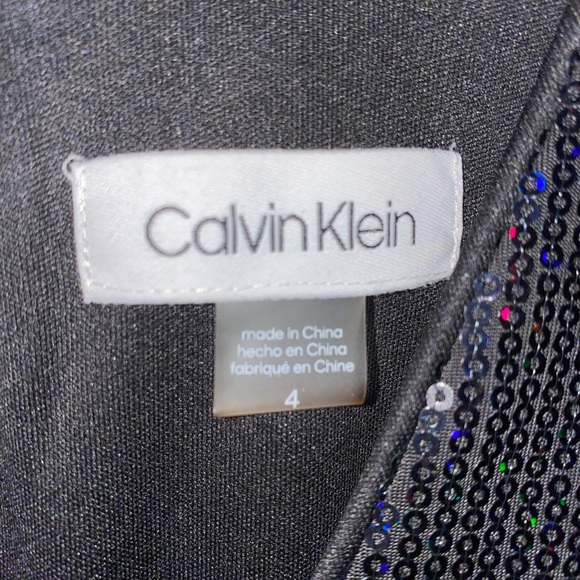 Calvin Klein
made in China
hecho en China
fabriqué en Chine
4